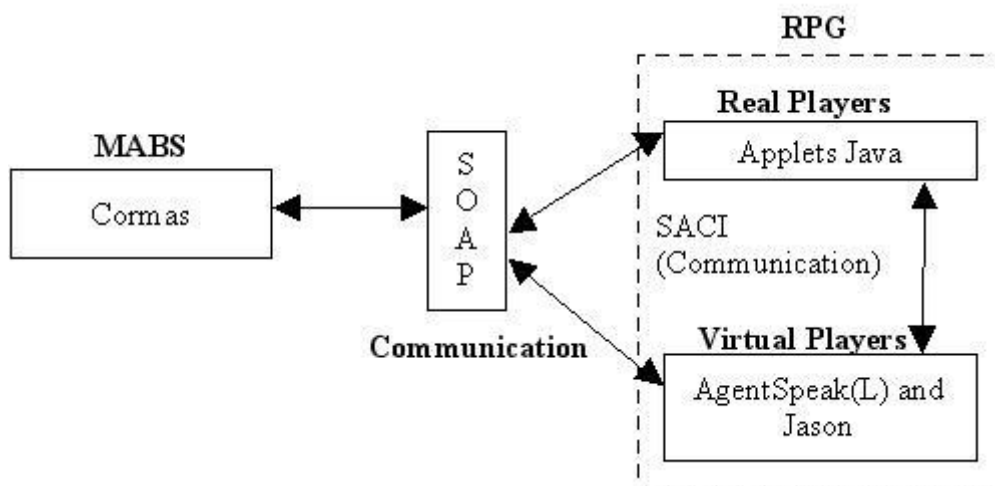 RPG
Real Players
Applets Java
MABS
Cormas
S
O
A
P
SACI
(Communication)
Communication
Virtual Players
AgentSpeak(L) and
Jason